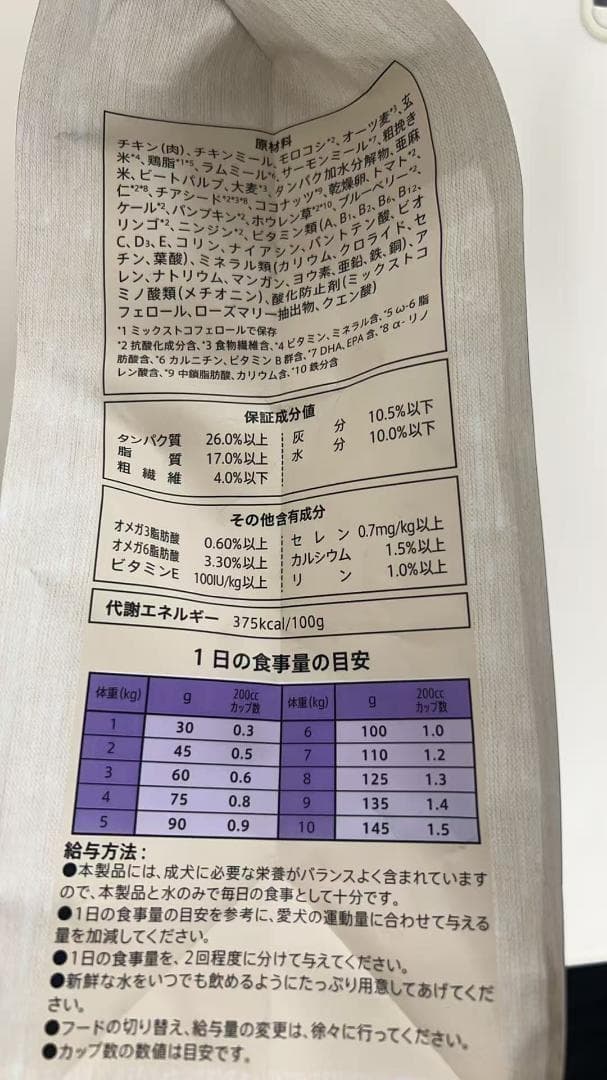 原材料
チキン(肉)、チキンミール、モロコシ*2、オーツ麦*3、玄
米*4、鶏脂*1*5、ラムミール*6、サーモンミール*7、粗挽き
米、ビートパルプ、大麦*3、タンパク加水分解物、亜麻
仁*2*8、チアシード*2*3*8、ココナッツ*9、乾燥卵、トマト*2、
ケール*2、パンプキン*2、ホウレン草*2*10、ブルーベリー*2、
リンゴ*2、ニンジン*2、ビタミン類(A、B1、B2、B6、B12、
C、D3、E、コリン、ナイアシン、パントテン酸、ビオ
チン、葉酸)、ミネラル類(カリウム、クロライド、セ
レン、ナトリウム、マンガン、ヨウ素、亜鉛、鉄、銅)、ア
ミノ酸類(メチオニン)、酸化防止剤(ミックストコ
フェロール、ローズマリー抽出物、クエン酸)
*1 ミックストコフェロールで保存
*2 抗酸化成分含、*3 食物繊維含、*4 ビタミン、ミネラル含、*5 ω-6 脂
肪酸含、*6 カルニチン、ビタミンB群含、*7 DHA、EPA 含、*8 α- リノ
レン酸含、*9 中鎖脂肪酸、カリウム含、*10 鉄分含
保証成分値
タンパク質 26.0%以上 灰 分 10.5%以下
脂 質 17.0%以上 水 分 10.0%以下
粗 繊 維 4.0%以下
その他含有成分
オメガ3脂肪酸 0.60%以上 セ レ ン 0.7mg/kg以上
オメガ6脂肪酸 3.30%以上 カルシウム 1.5%以上
ビタミンE 100IU/kg以上 リ ン 1.0%以上
代謝エネルギー 375kcal/100g
1日の食事量の目安
体重(kg) g 200cc カップ数 体重(kg) g 200cc カップ数
1 30 0.3 6 100 1.0
2 45 0.5 7 110 1.2
3 60 0.6 8 125 1.3
4 75 0.8 9 135 1.4
5 90 0.9 10 145 1.5
給与方法:
●本製品には、成犬に必要な栄養がバランスよく含まれています
ので、本製品と水のみで毎日の食事として十分です。
●1日の食事量の目安を参考に、愛犬の運動量に合わせて与える
量を加減してください。
●1日の食事量を、2回程度に分けて与えてください。
●新鮮な水をいつでも飲めるようにたっぷり用意してあげてくだ
さい。
●フードの切り替え、給与量の変更は、徐々に行ってください。
●カップ数の数値は目安です。